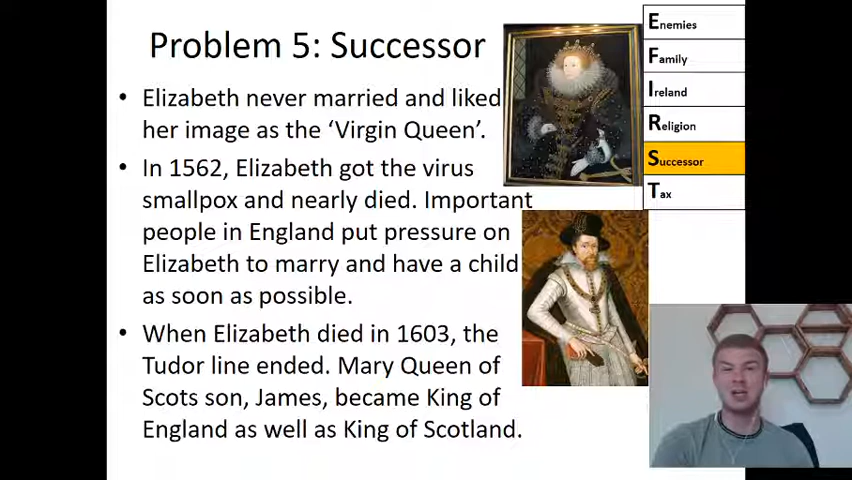 Problem 5: Successor
• Elizabeth never married and liked
her image as the ‘Virgin Queen’.
• In 1562, Elizabeth got the virus
smallpox and nearly died. Important
people in England put pressure on
Elizabeth to marry and have a child
as soon as possible.
• When Elizabeth died in 1603, the
Tudor line ended. Mary Queen of
Scots son, James, became King of
England as well as King of Scotland.
Enemies
Family
Ireland
Religion
Successor
Tax